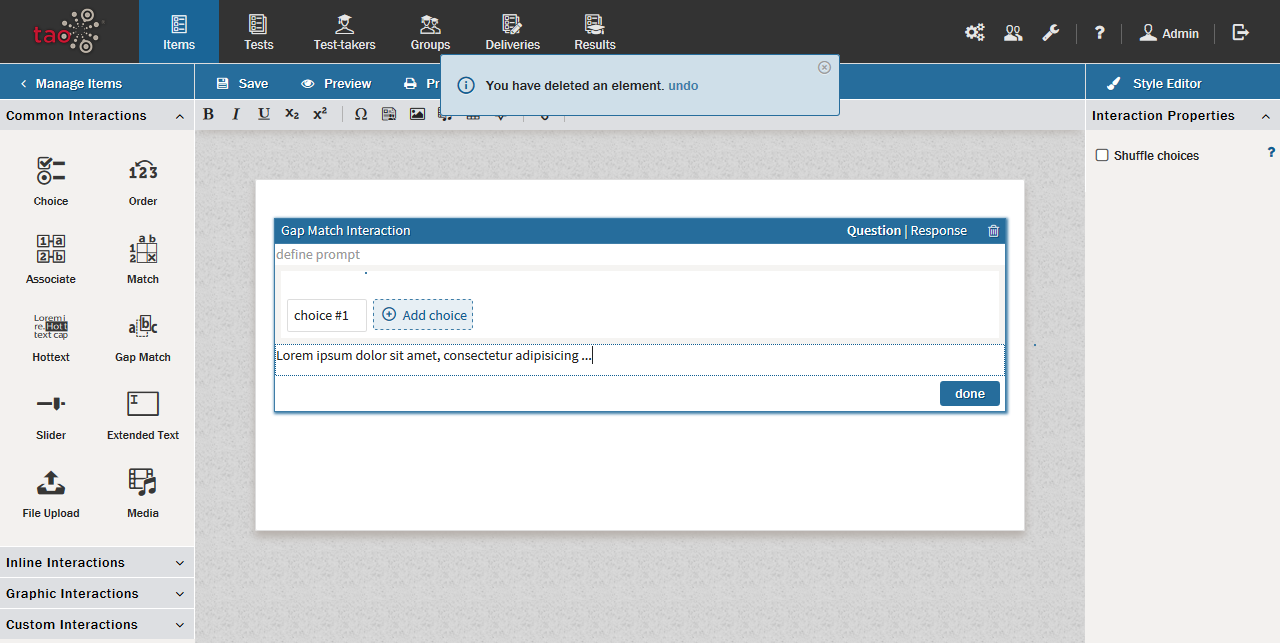 tao
Items
Tests
Test-takers
Groups
Deliveries
Results
?
Admin
Manage Items
Save
Preview
Pr
You have deleted an element. undo
Style Editor
Common Interactions
B I U x₂ x² Ω
Interaction Properties
Shuffle choices ?
Choice
Order
Associate
Match
Hottext
Gap Match
Slider
Extended Text
File Upload
Media
Inline Interactions
Graphic Interactions
Custom Interactions
Gap Match Interaction Question | Response
define prompt
choice #1 Add choice
Lorem ipsum dolor sit amet, consectetur adipisicing ...
done